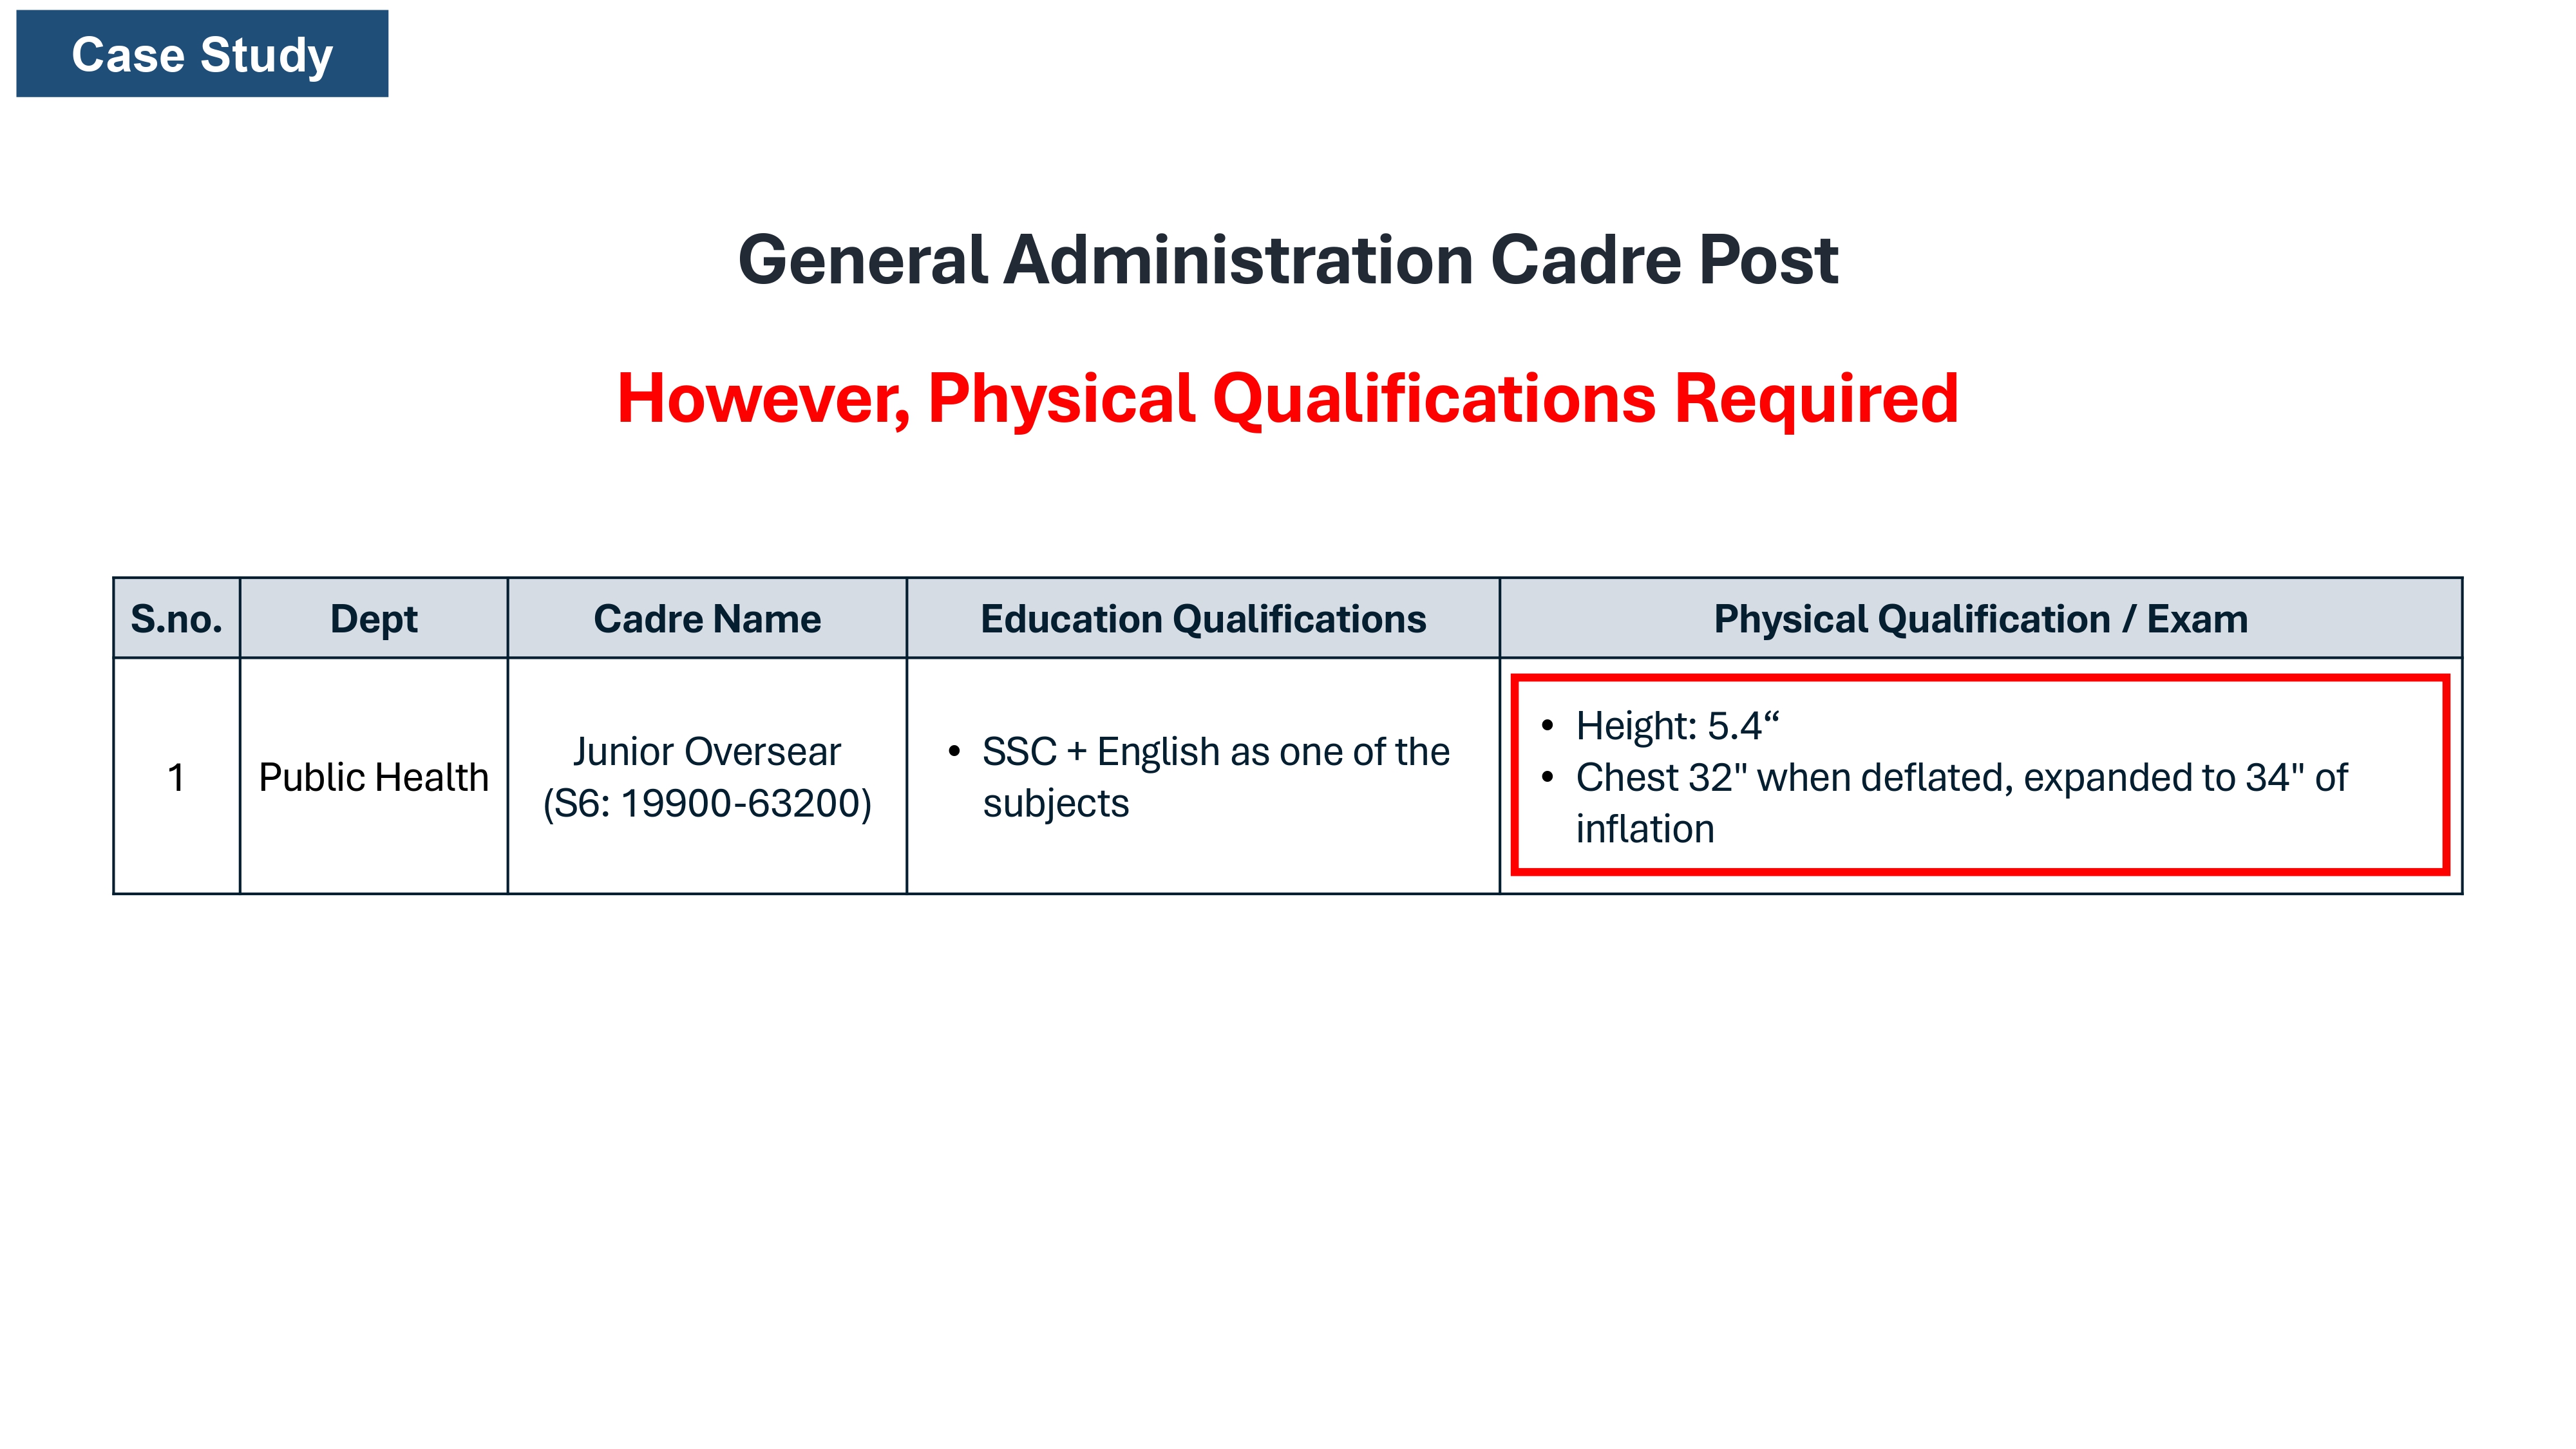 Case Study
General Administration Cadre Post
However, Physical Qualifications Required
S.no.
Dept
Cadre Name
Education Qualifications
Physical Qualification / Exam
1
Public Health
Junior Oversear
(S6: 19900-63200)
• SSC + English as one of the
subjects
• Height: 5.4“
• Chest 32" when deflated, expanded to 34" of
inflation